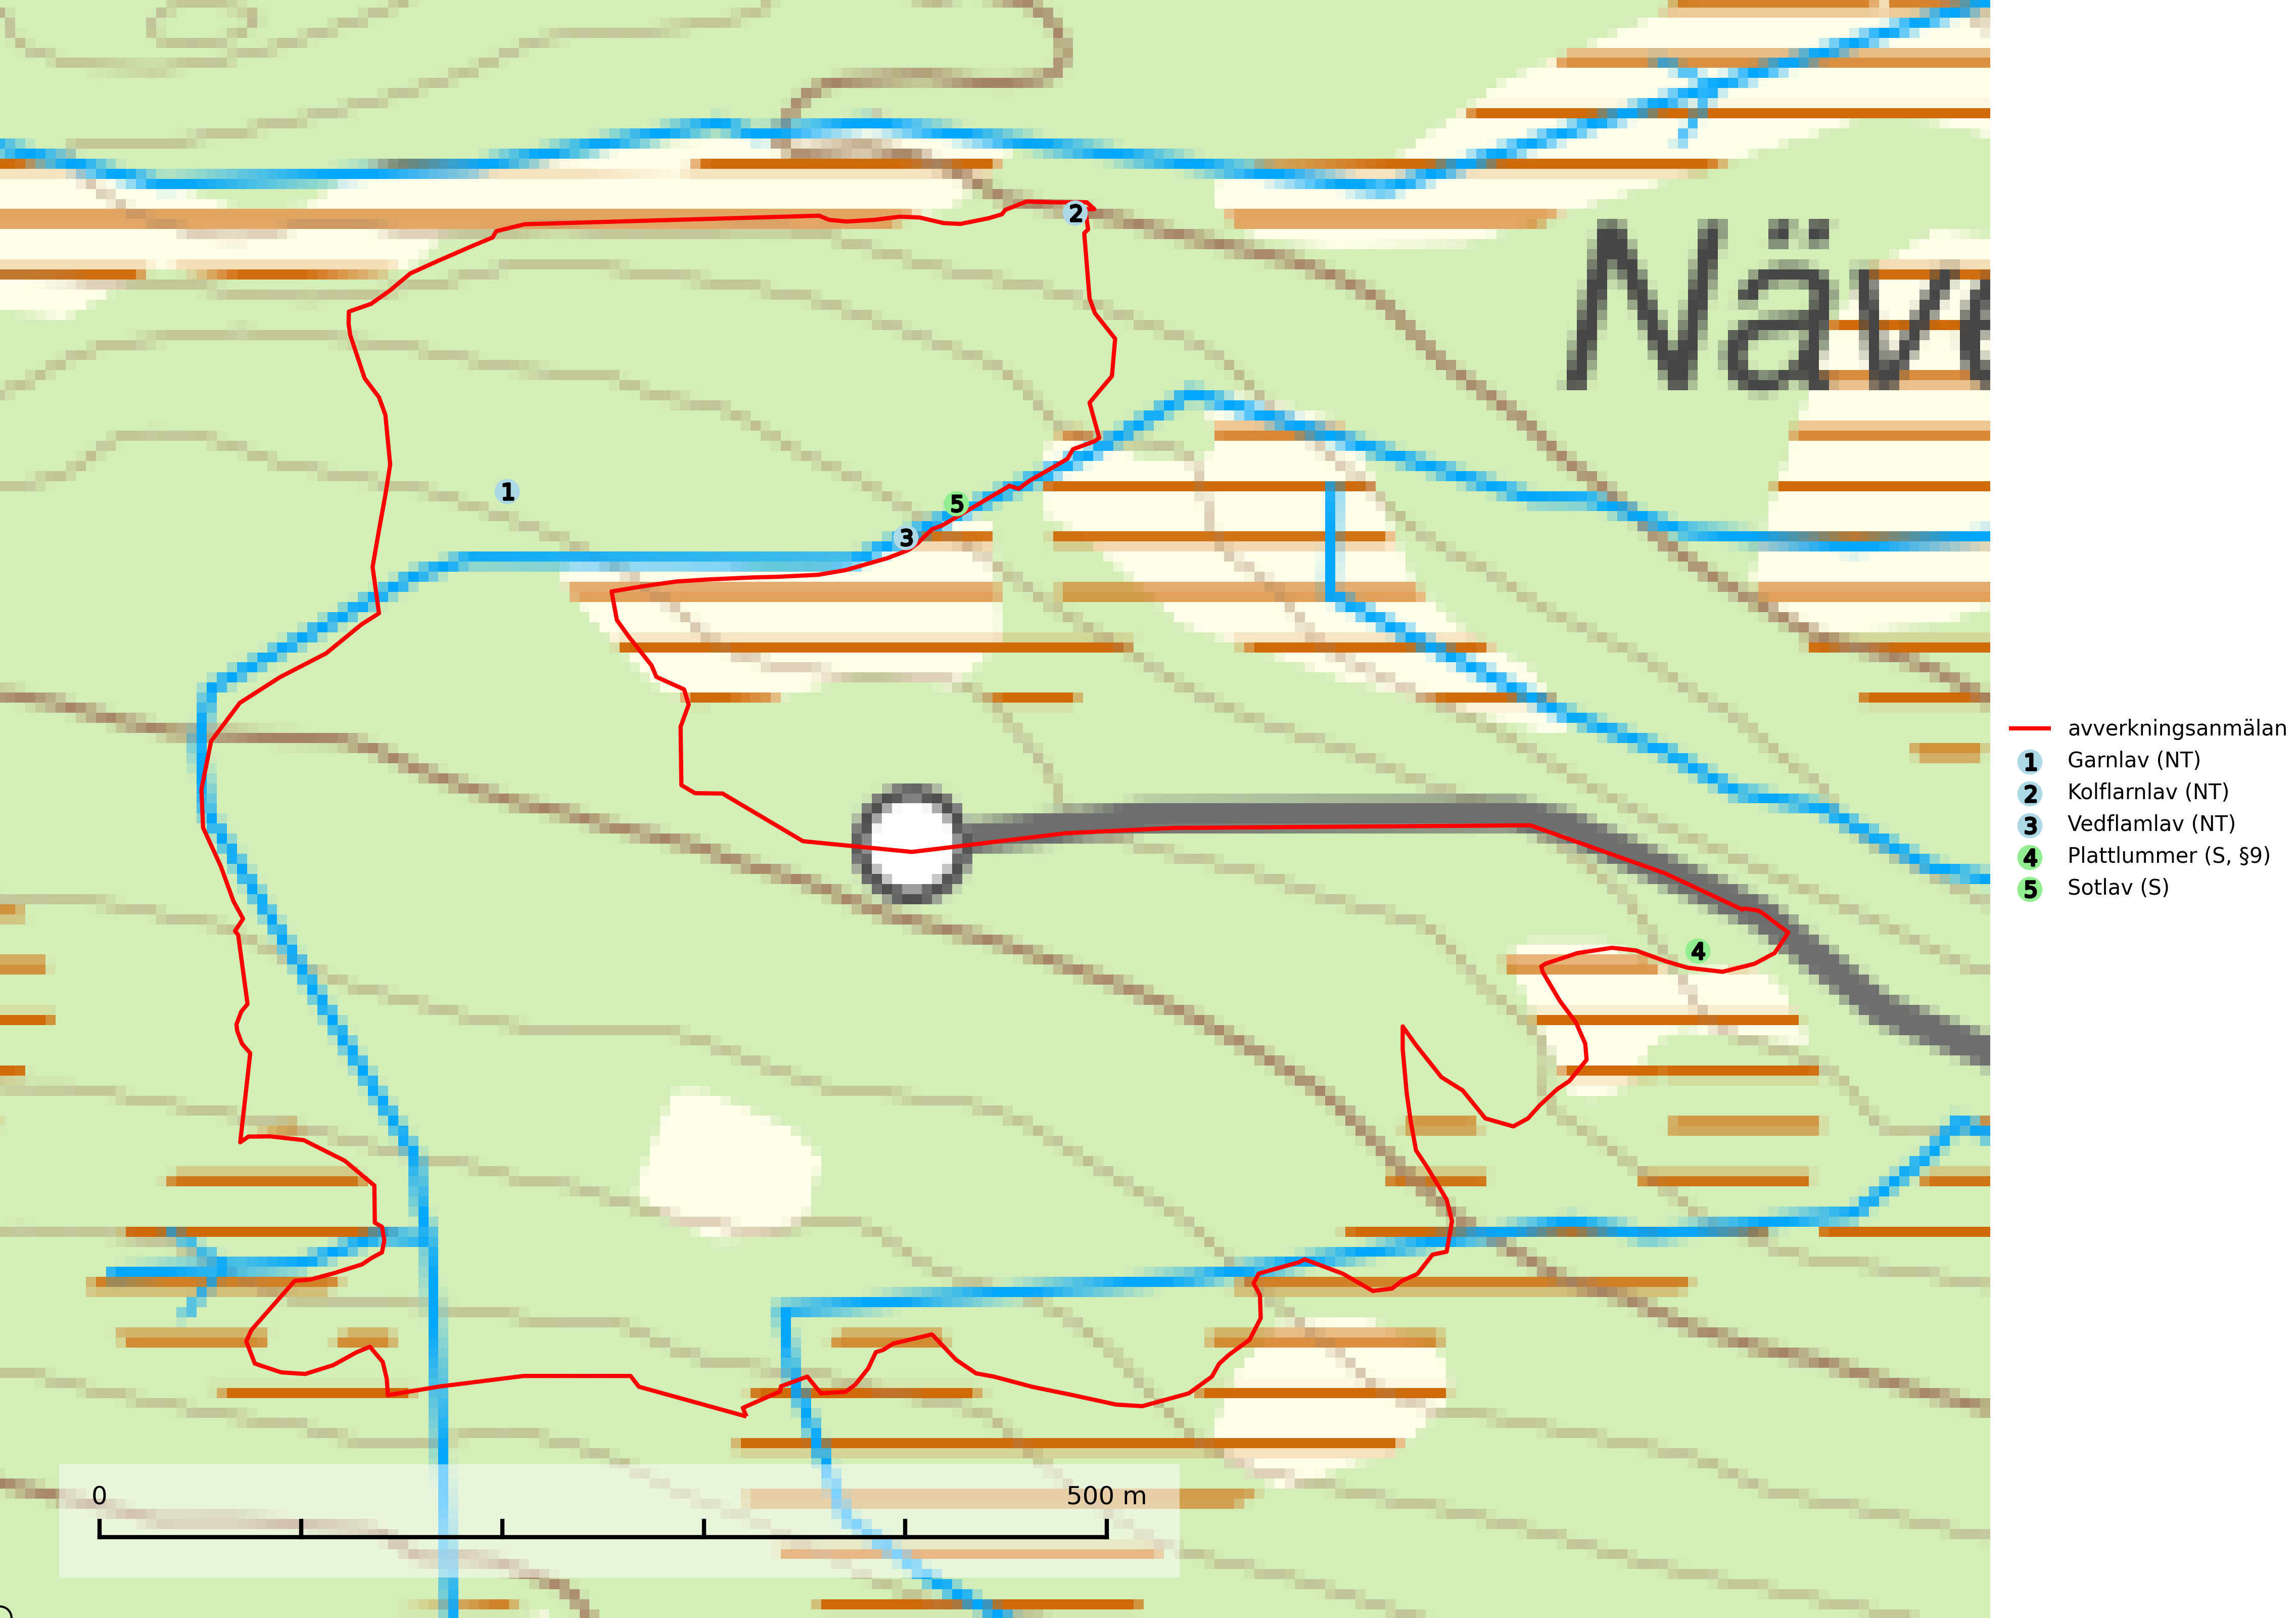 2
Näve
1
5
3
4
avverkningsanmälan
1 Garnlav (NT)
2 Kolflarnlav (NT)
3 Vedflamlav (NT)
4 Plattlummer (S, §9)
5 Sotlav (S)
0 500 m